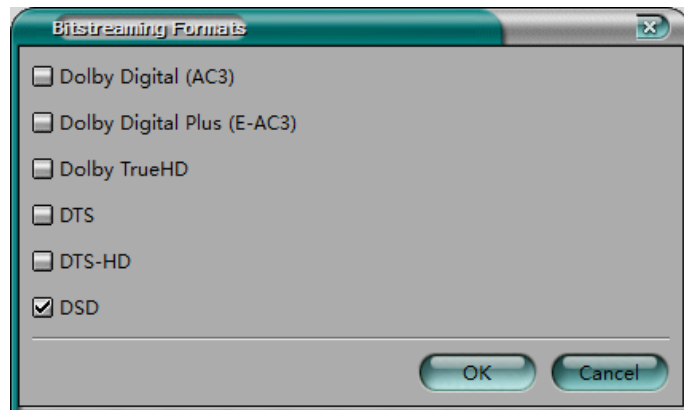 Bitstreaming Formats
Dolby Digital (AC3)
Dolby Digital Plus (E-AC3)
Dolby TrueHD
DTS
DTS-HD
DSD
OK Cancel